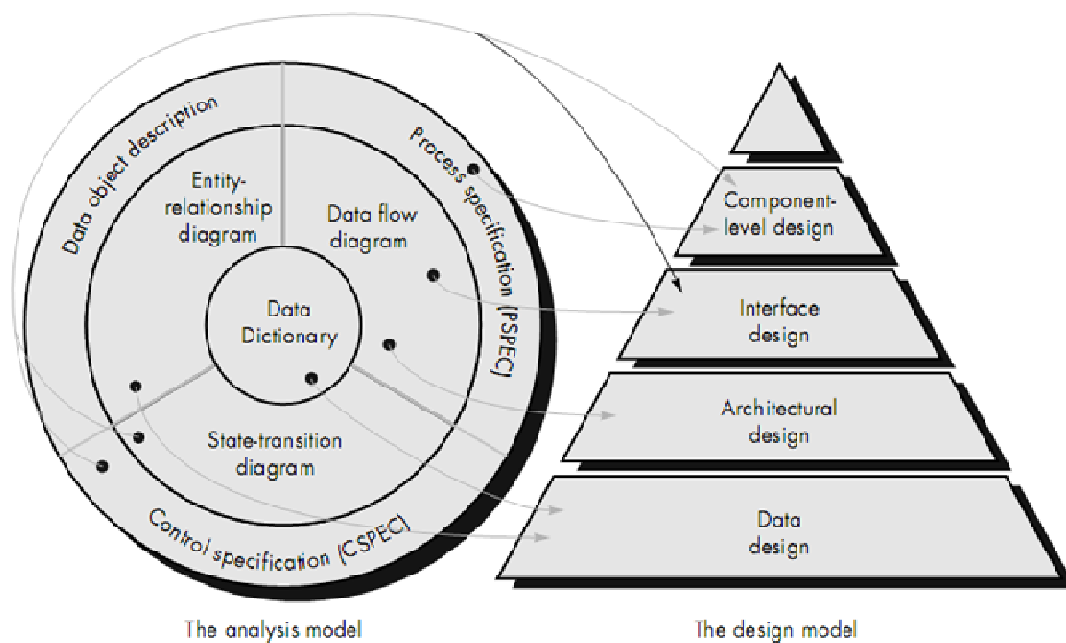 Data object description
Process specification (PSPEC)
Entity-
relationship
diagram
Data flow
diagram
Data
Dictionary
State-transition
diagram
Control specification (CSPEC)
The analysis model
Component-
level design
Interface
design
Architectural
design
Data
design
The design model